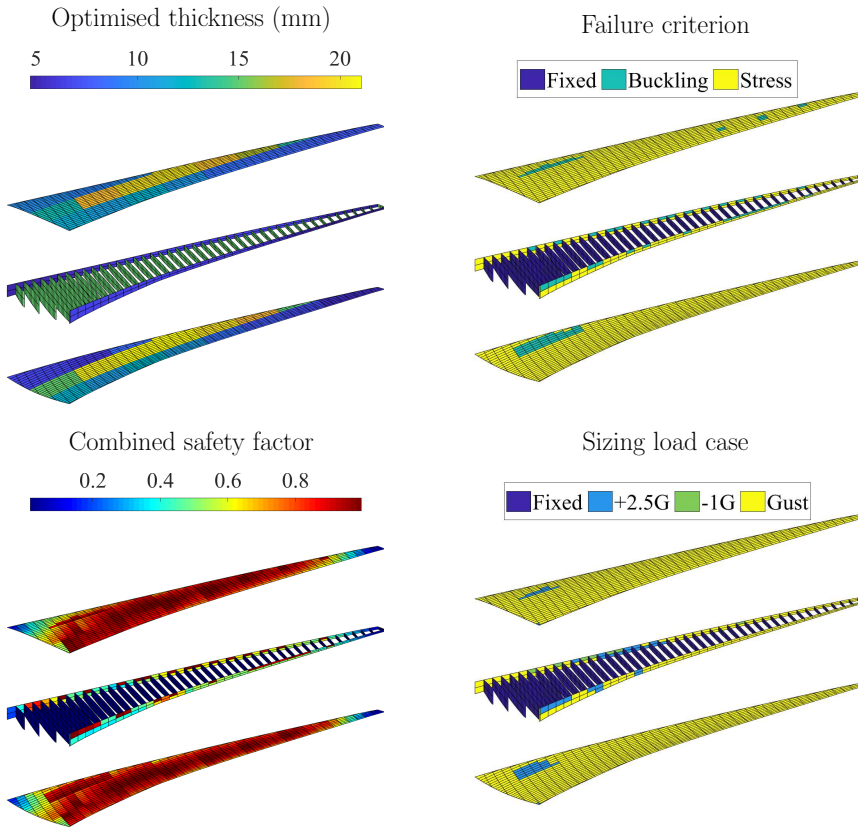 Optimised thickness (mm)
5 10 15 20
Failure criterion
Fixed Buckling Stress
Combined safety factor
0.2 0.4 0.6 0.8
Sizing load case
Fixed +2.5G -1G Gust